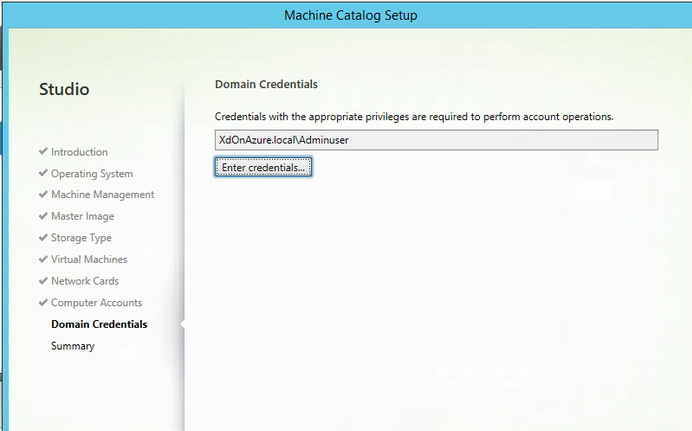 Machine Catalog Setup
Studio
Introduction
Operating System
Machine Management
Master Image
Storage Type
Virtual Machines
Network Cards
Computer Accounts
Domain Credentials
Summary
Domain Credentials
Credentials with the appropriate privileges are required to perform account operations.
XdOnAzure.local\Adminuser
Enter credentials...